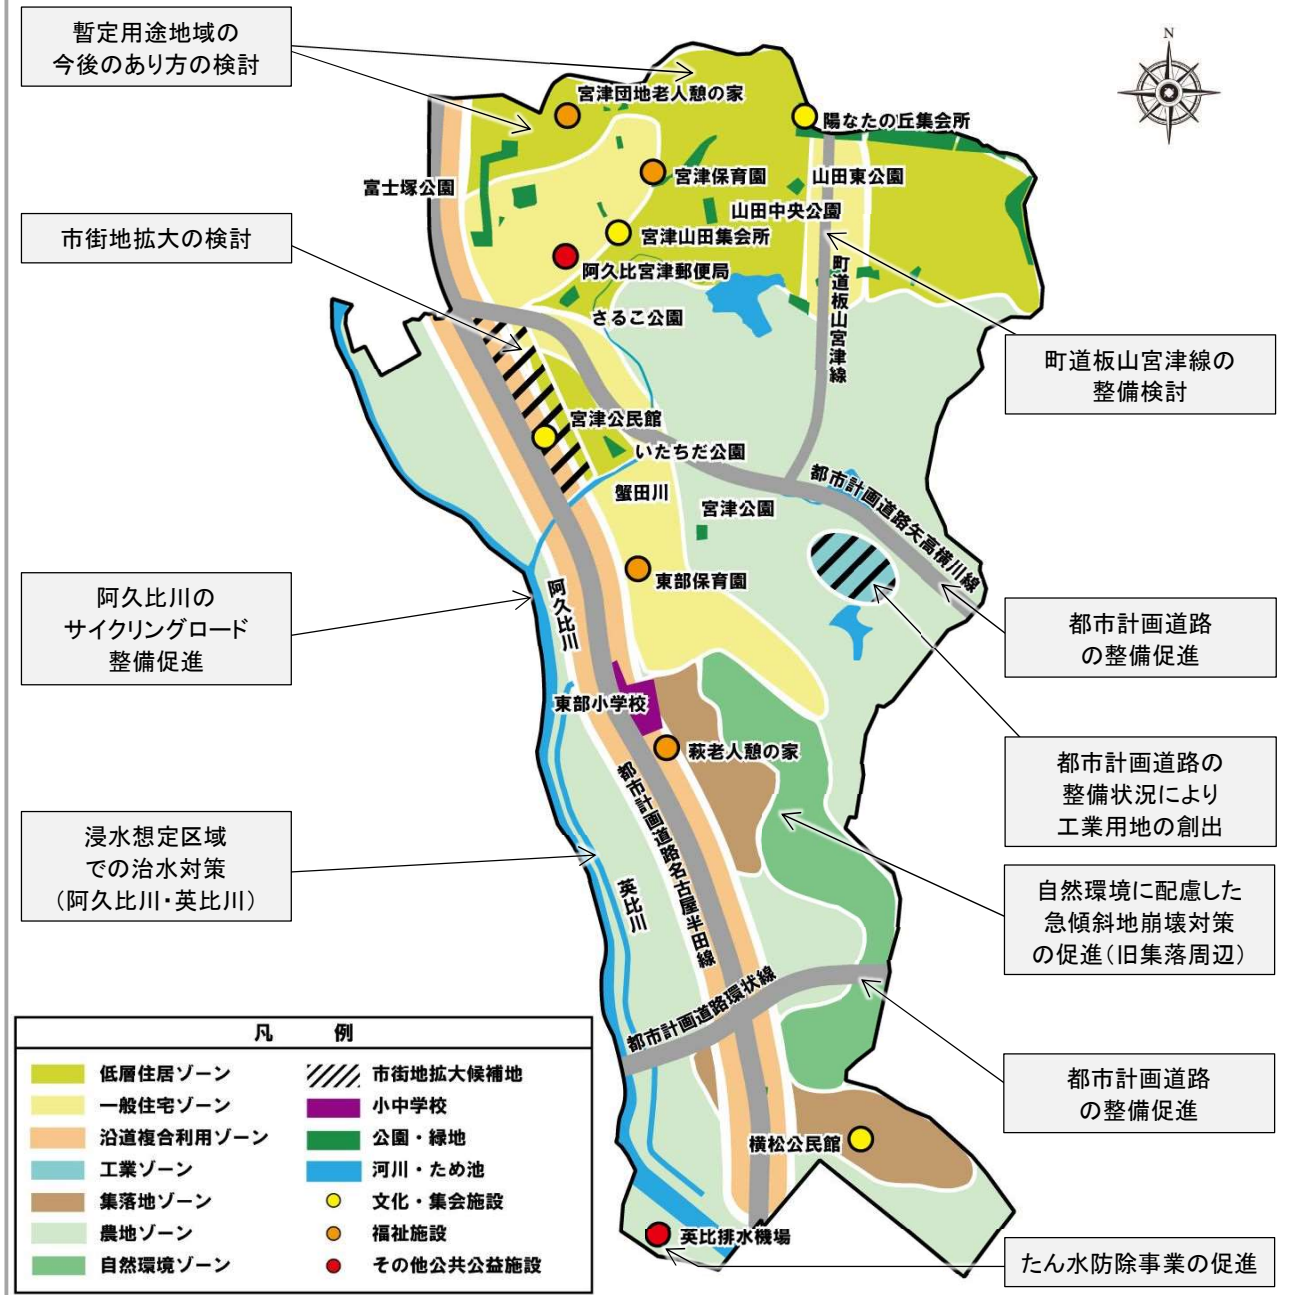 暫定用途地域の
今後のあり方の検討
N
宮津団地老人憩の家
陽なたの丘集会所
富士塚公園
宮津保育園
山田東公園
山田中央公園
市街地拡大の検討
宮津山田集会所
阿久比宮津郵便局
町道板山宮津線
さるこ公園
町道板山宮津線の
整備検討
宮津公民館
いたちだ公園
蟹田川
宮津公園
都市計画道路矢高横川線
阿久比川の
サイクリングロード
整備促進
阿久比川
東部保育園
都市計画道路
の整備促進
東部小学校
萩老人憩の家
都市計画道路の
整備状況により
工業用地の創出
都市計画道路名古屋半田線
浸水想定区域
での治水対策
（阿久比川・英比川）
英比川
自然環境に配慮した
急傾斜地崩壊対策
の促進（旧集落周辺）
都市計画道路環状線
都市計画道路
の整備促進
横松公民館
英比排水機場
たん水防除事業の促進
凡 例
低層住居ゾーン
市街地拡大候補地
一般住宅ゾーン
小中学校
沿道複合利用ゾーン
公園・緑地
工業ゾーン
河川・ため池
集落地ゾーン
文化・集会施設
農地ゾーン
福祉施設
自然環境ゾーン
その他公共公益施設